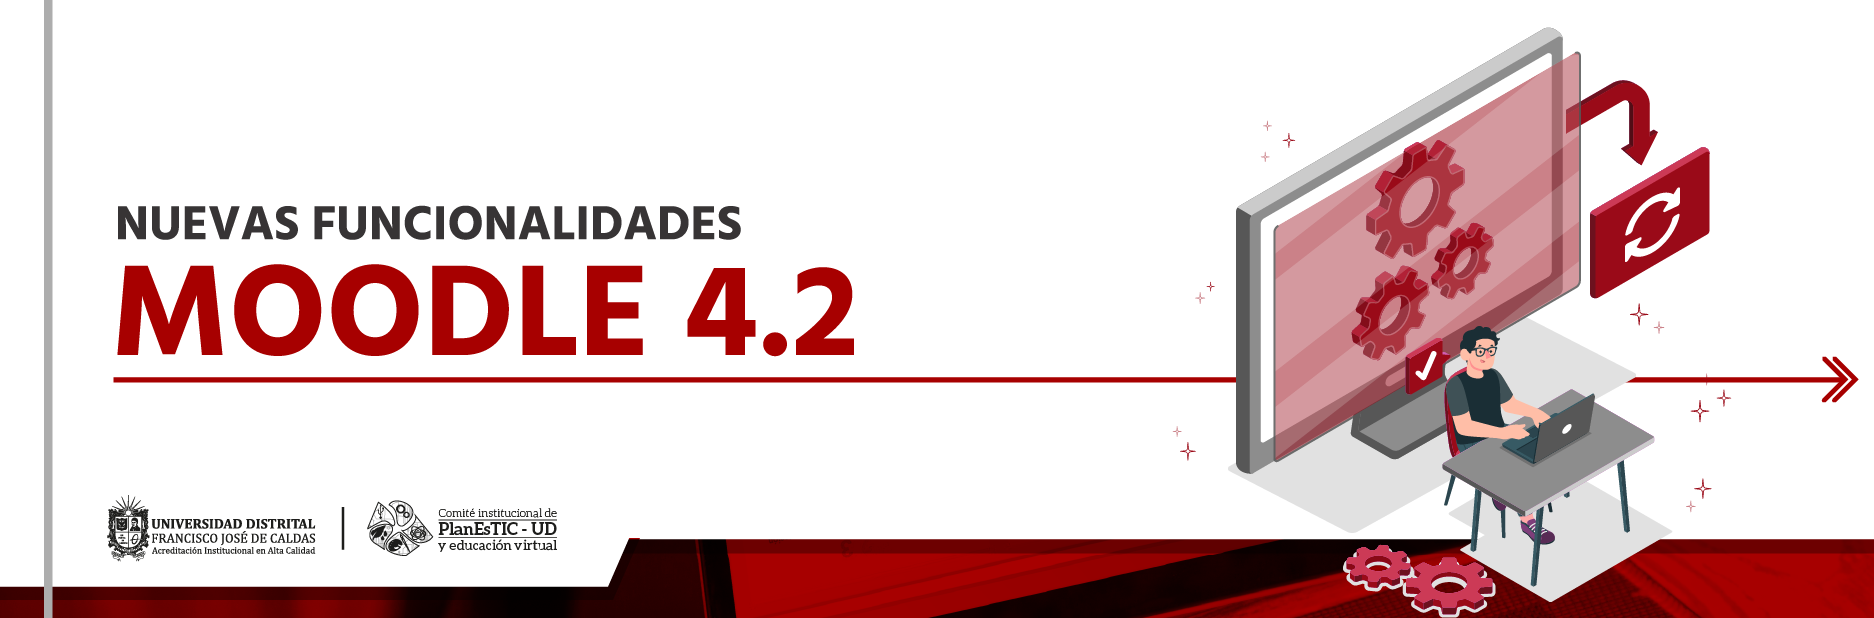 NUEVAS FUNCIONALIDADES
MOODLE 4.2
UNIVERSIDAD DISTRITAL
FRANCISCO JOSÉ DE CALDAS
Acreditación Institucional en Alta Calidad
Comité institucional de
PlanEsTIC - UD
y educación virtual